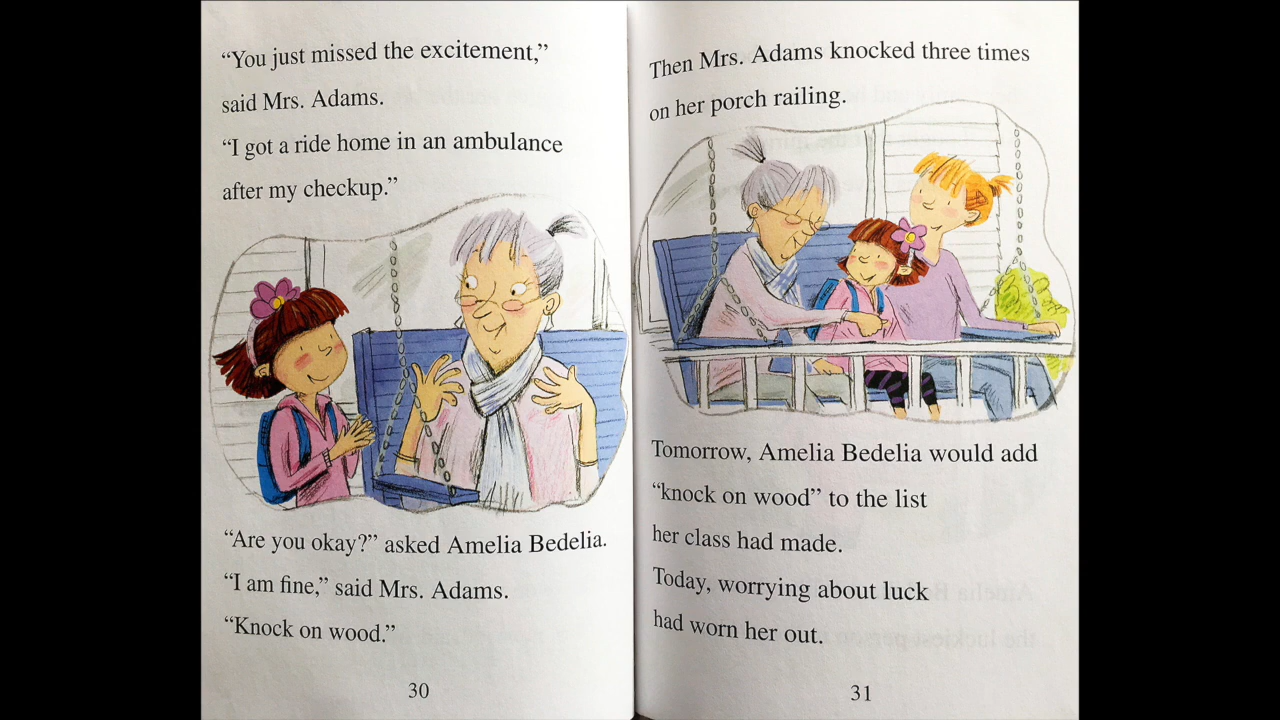 “You just missed the excitement,”
said Mrs. Adams.
“I got a ride home in an ambulance
after my checkup.”
“Are you okay?” asked Amelia Bedelia.
“I am fine,” said Mrs. Adams.
“Knock on wood.”
30
Then Mrs. Adams knocked three times
on her porch railing.
Tomorrow, Amelia Bedelia would add
“knock on wood” to the list
her class had made.
Today, worrying about luck
had worn her out.
31